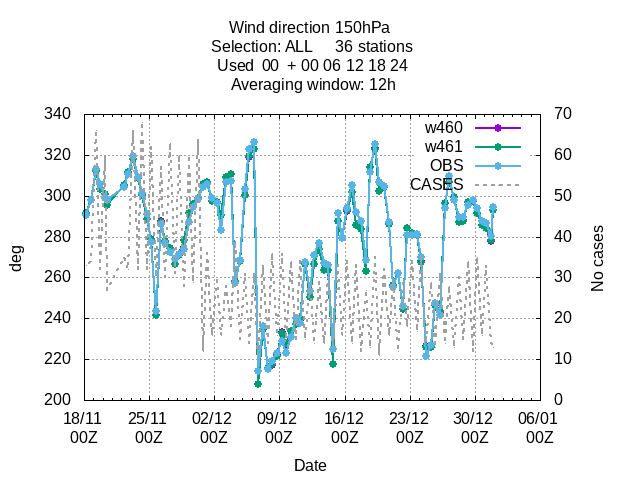 Wind direction 150hPa
Selection: ALL 36 stations
Used 00 + 00 06 12 18 24
Averaging window: 12h
340
320
300
280
260
240
220
200
deg
70
60
50
40
30
20
10
0
No cases
w460
w461
OBS
CASES
18/11 25/11 02/12 09/12 16/12 23/12 30/12 06/01
00Z 00Z 00Z 00Z 00Z 00Z 00Z 00Z
Date